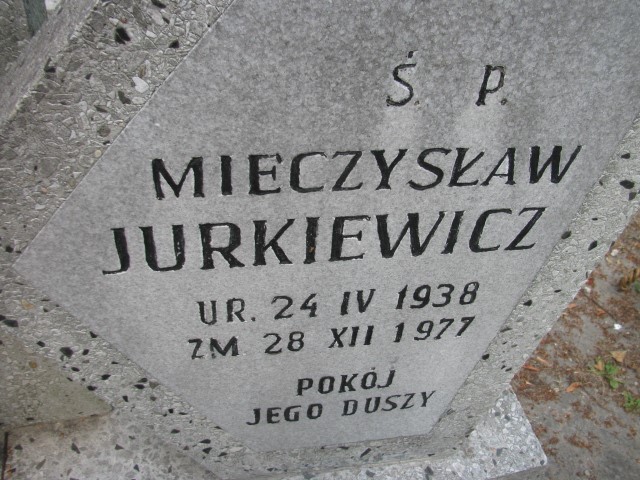 Ś. P.
MIECZYSŁAW
JURKIEWICZ
UR. 24 IV 1938
ZM 28 XII 1977
POKÓJ
JEGO DUSZY